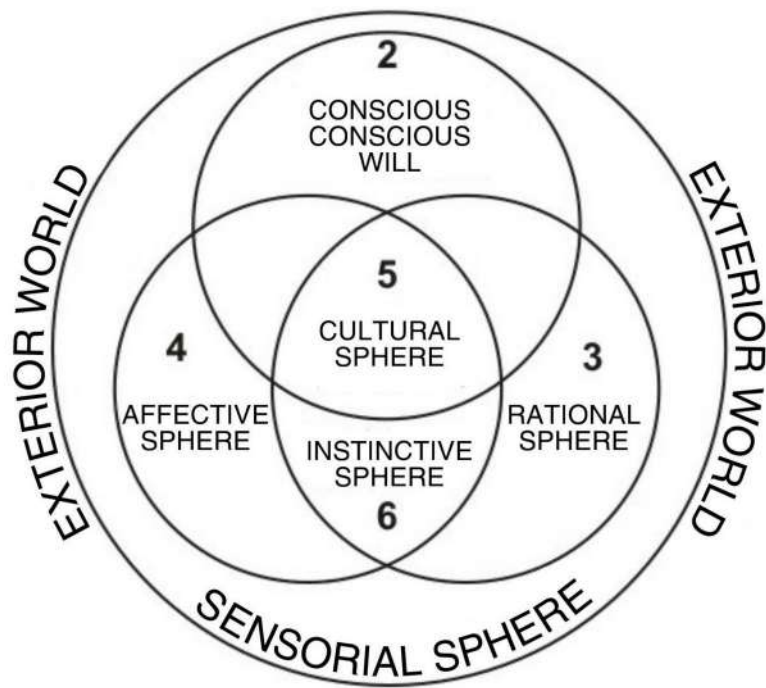 2
CONSCIOUS
CONSCIOUS
WILL
EXTERIOR WORLD
EXTERIOR WORLD
5
CULTURAL
SPHERE
4
AFFECTIVE
SPHERE
3
RATIONAL
SPHERE
INSTINCTIVE
SPHERE
6
SENSORIAL SPHERE